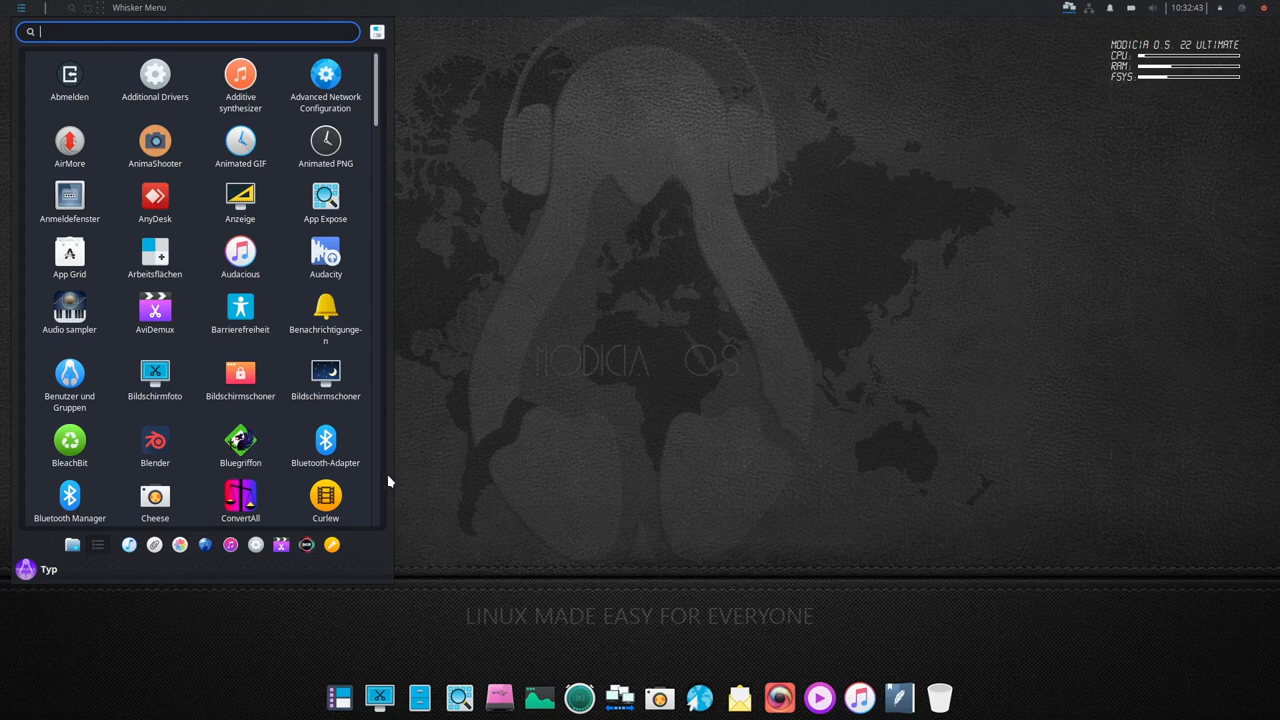 Whisker Menu
10:32:43
MODICIA O.S. 22 ULTIMATE
CPU:
RAM:
FSYS:
Abmelden
Additional Drivers
Additive
synthesizer
Advanced Network
Configuration
AirMore
AnimaShooter
Animated GIF
Animated PNG
Anmeldefenster
AnyDesk
Anzeige
App Expose
App Grid
Arbeitsflächen
Audacious
Audacity
Audio sampler
AviDemux
Barrierefreiheit
Benachrichtigunge-
n
Benutzer und
Gruppen
Bildschirmfoto
Bildschirmschoner
Bildschirmschoner
BleachBit
Blender
Bluegriffon
Bluetooth-Adapter
Bluetooth Manager
Cheese
ConvertAll
Curlew
Typ
MODICIA OS
LINUX MADE EASY FOR EVERYONE